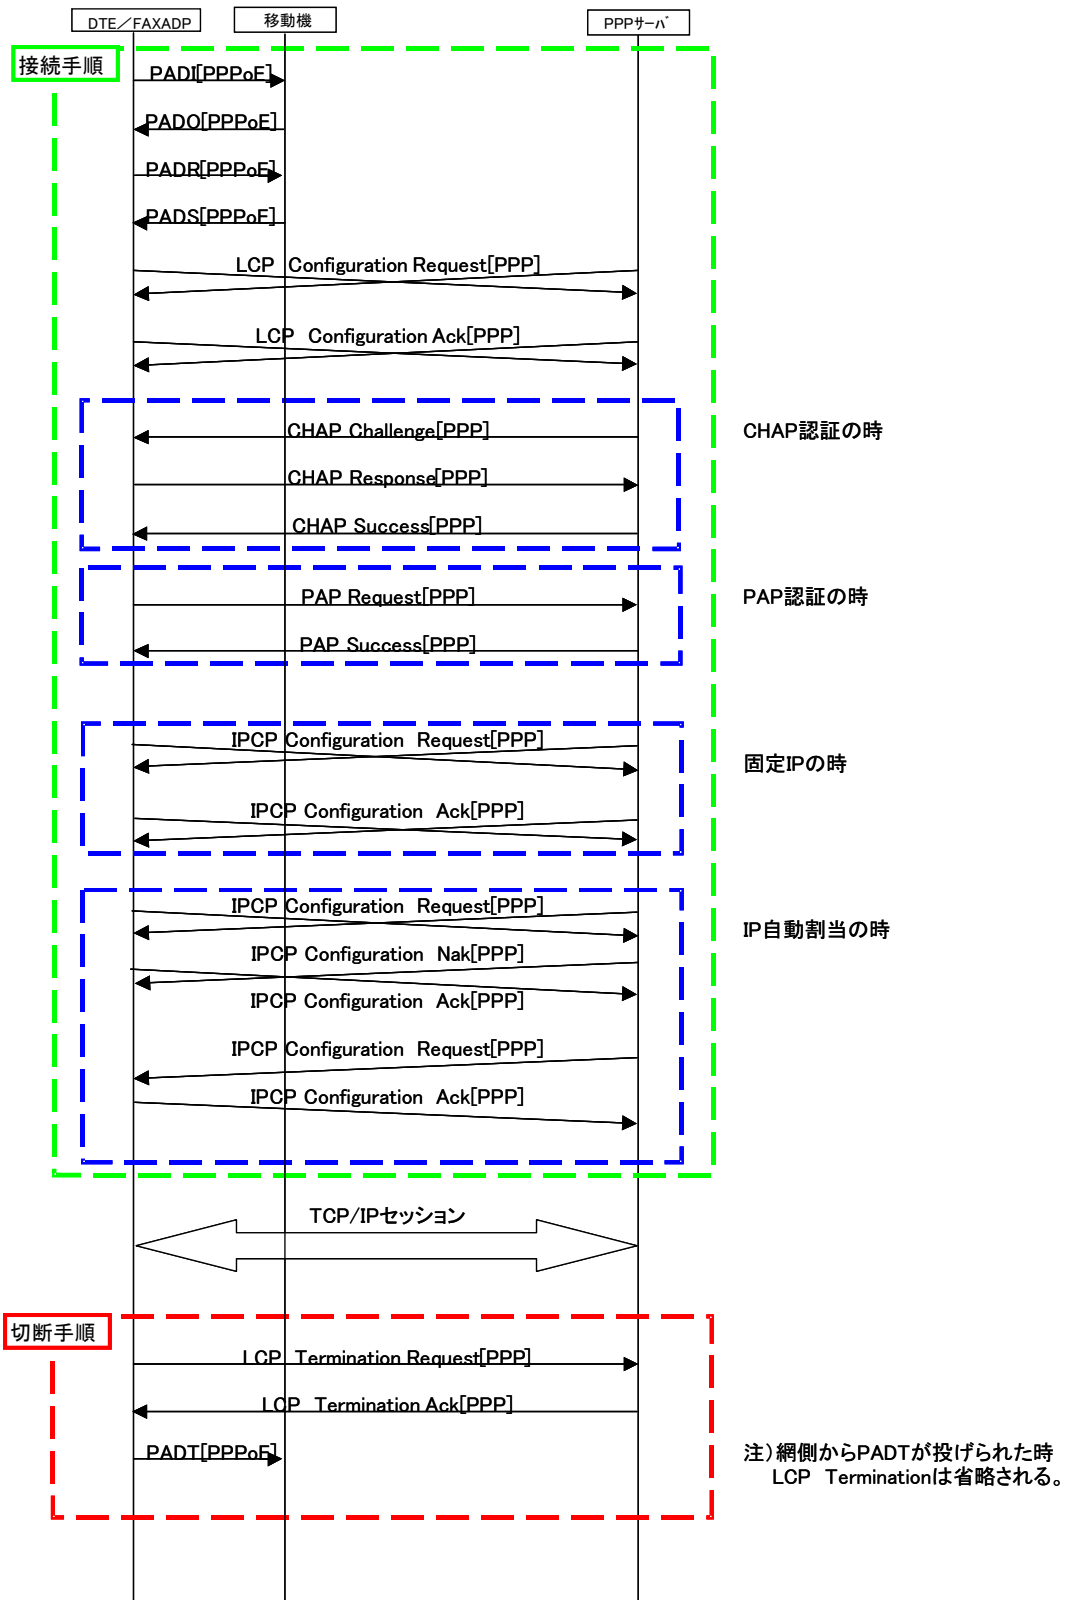 DTE／FAXADP
移動機
PPPｻｰﾊﾞ
接続手順
PADI[PPPoE]
PADO[PPPoE]
PADR[PPPoE]
PADS[PPPoE]
LCP　Configuration Request[PPP]
LCP　Configuration Ack[PPP]
CHAP Challenge[PPP]
CHAP認証の時
CHAP Response[PPP]
CHAP Success[PPP]
PAP Request[PPP]
PAP認証の時
PAP Success[PPP]
IPCP Configuration　Request[PPP]
固定IPの時
IPCP Configuration　Ack[PPP]
IPCP Configuration　Request[PPP]
IP自動割当の時
IPCP Configuration　Nak[PPP]
IPCP Configuration　Ack[PPP]
IPCP Configuration　Request[PPP]
IPCP Configuration　Ack[PPP]
TCP/IPセッション
切断手順
LCP　Termination Request[PPP]
LCP　Termination Ack[PPP]
PADT[PPPoE]
注）網側からPADTが投げられた時
LCP　Terminationは省略される。